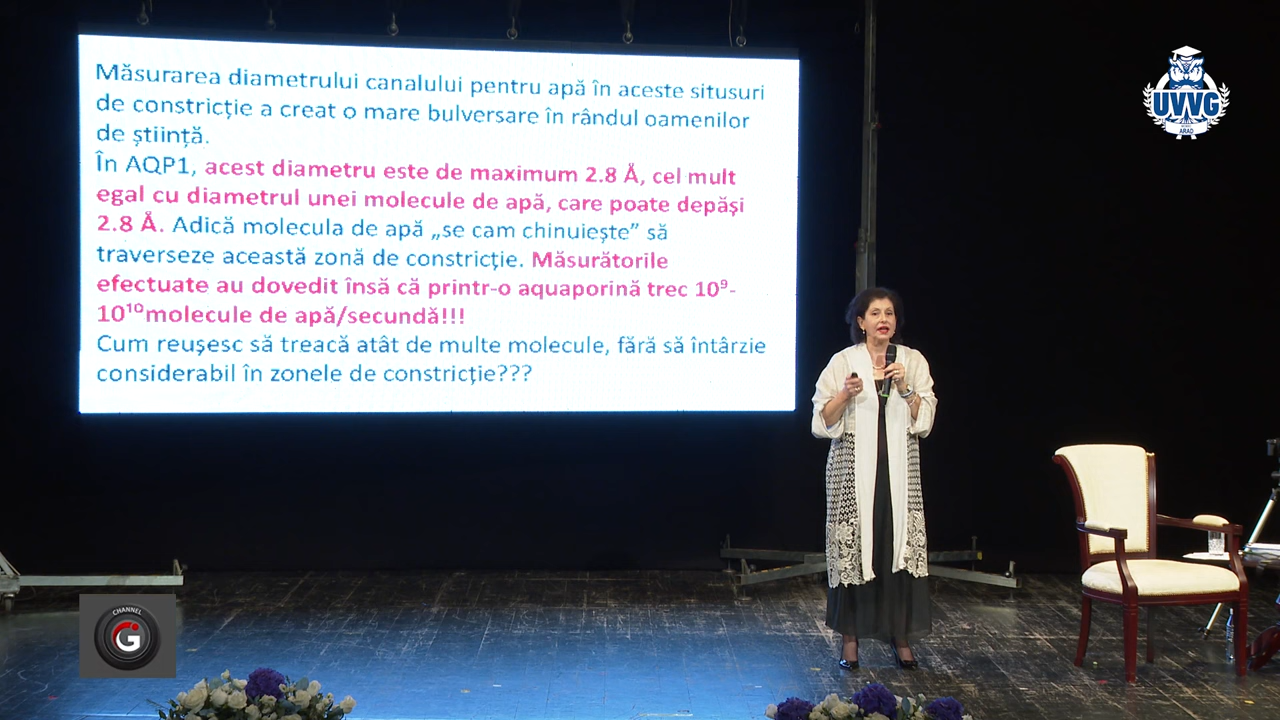 Măsurarea diametrului canalului pentru apă în aceste situsuri
de constricție a creat o mare bulversare în rândul oamenilor
de știință.
În AQP1, acest diametru este de maximum 2.8 Å, cel mult
egal cu diametrul unei molecule de apă, care poate depăși
2.8 Å. Adică molecula de apă „se cam chinuiește” să
traverseze această zonă de constricție. Măsurătorile
efectuate au dovedit însă că printr-o aquaporină trec 10⁹-
10¹⁰molecule de apă/secundă!!!
Cum reușesc să treacă atât de multe molecule, fără să întârzie
considerabil în zonele de constricție???
UVVG
ARAD
CHANNEL
G